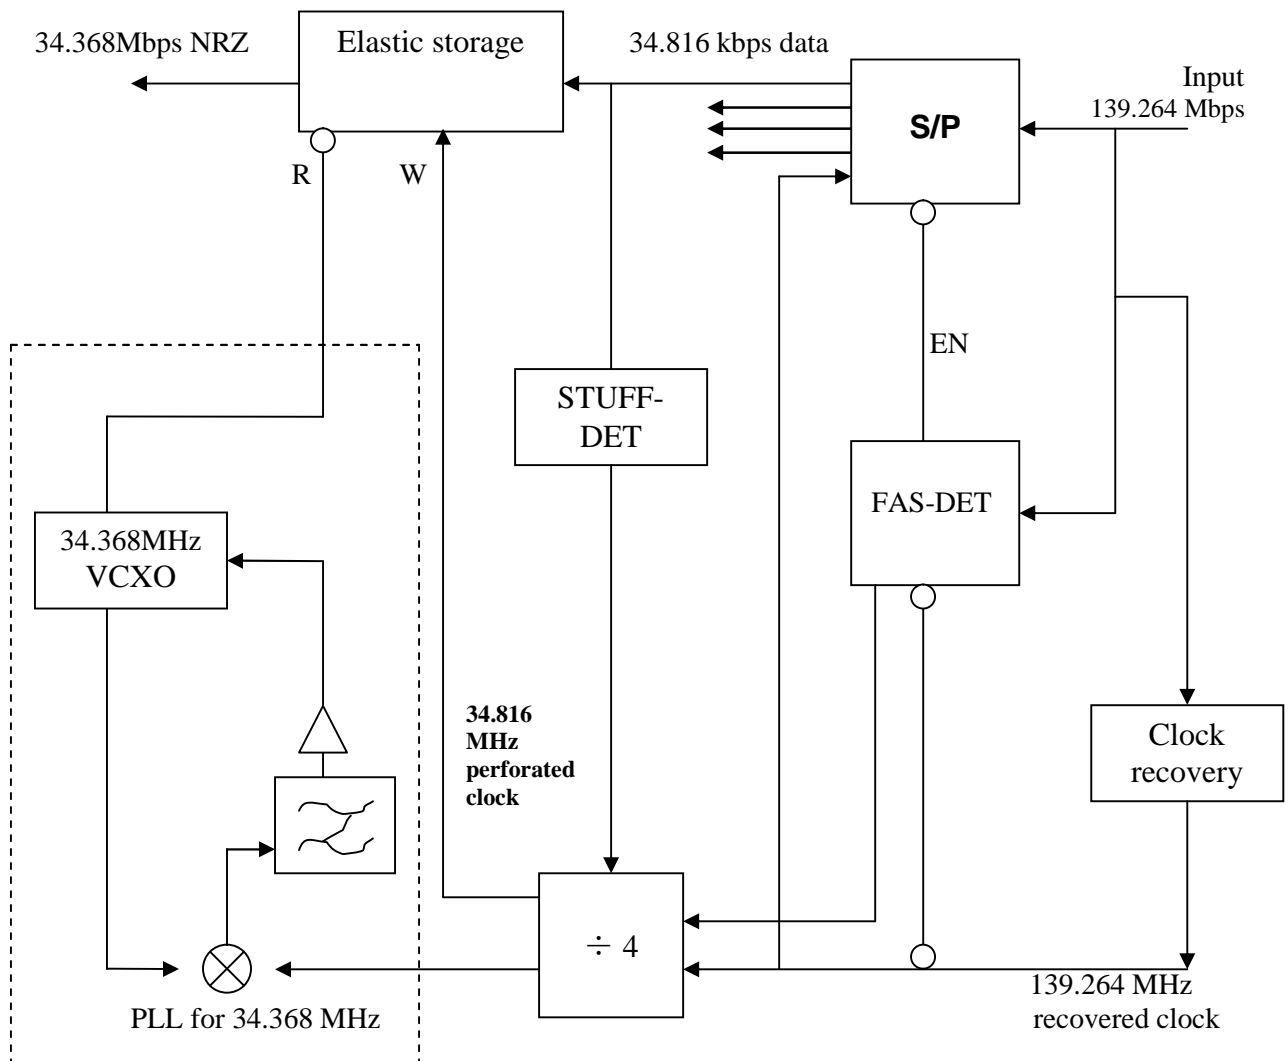 34.368Mbps NRZ
Elastic storage
34.816 kbps data
Input
139.264 Mbps
S/P
R
W
EN
STUFF-
DET
FAS-DET
34.368MHz
VCXO
34.816
MHz
perforated
clock
Clock
recovery
÷ 4
PLL for 34.368 MHz
139.264 MHz
recovered clock